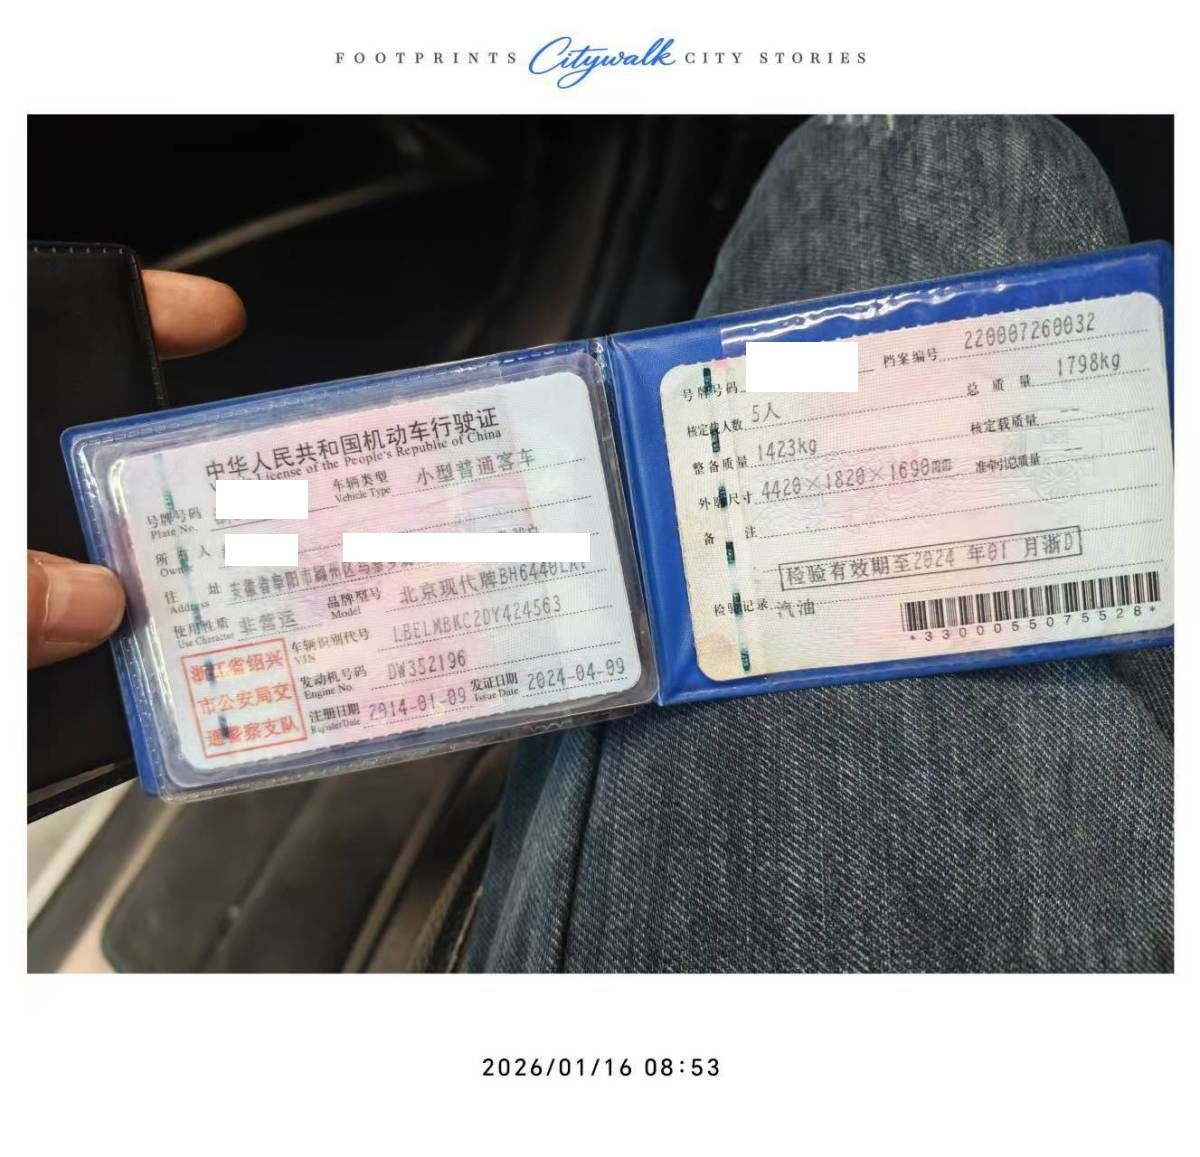 FOOTPRINTS Citywalk CITY STORIES
中华人民共和国机动车行驶证
License of the People's Republic of China
号牌号码
Plate No.
车辆类型 小型普通客车
Vehicle Type
所 人
Owner
住 址 安徽省阜阳市颍州区马寨乡
Address
使用性质 非营运
Use Character
品牌型号 北京现代牌BH6440LAY
Model
车辆识别代号 LBELMBKC2DY424563
VIN
发动机号码 DW352196
Engine No.
注册日期 2014-01-09 发证日期 2024-04-09
Register Date Issue Date
浙江省绍兴
市公安局交
通警察支队
号牌号码 档案编号 220007260032
核定载人数 5人 总 质 量 1798kg
整备质量 1423kg 核定载质量 --
外廓尺寸 4420×1820×1690mm 准牵引总质量 --
备 注
检验有效期至2024 年01 月浙D
检验记录 汽油
*3300055075528*
2026/01/16 08:53